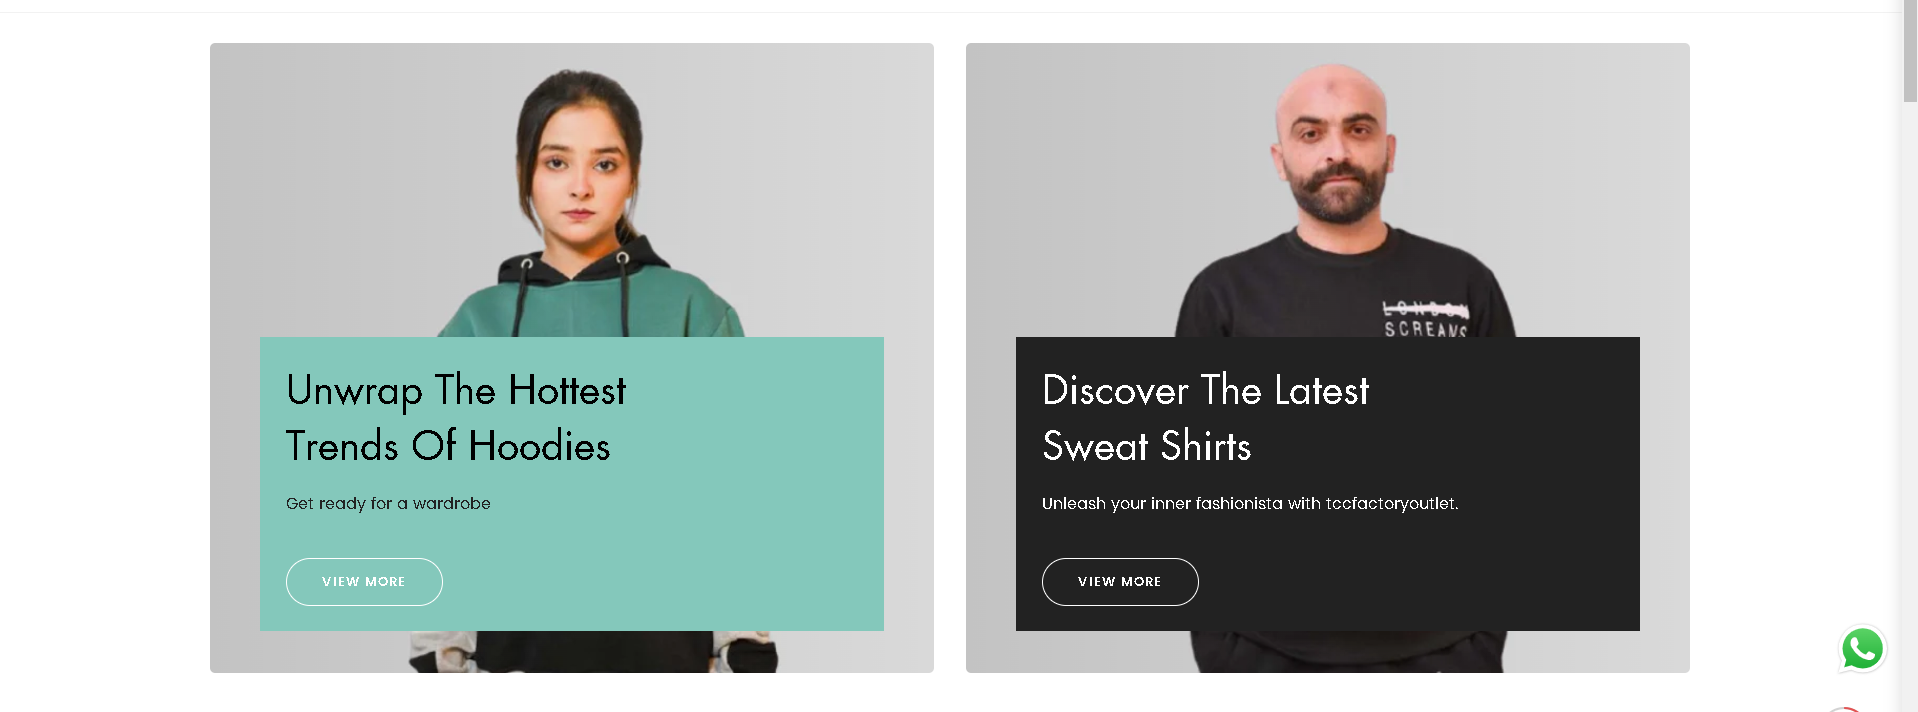 Unwrap The Hottest
Trends Of Hoodies
Get ready for a wardrobe
VIEW MORE
LONDON
SCREAMS
Discover The Latest
Sweat Shirts
Unleash your inner fashionista with tccfactoryoutlet.
VIEW MORE